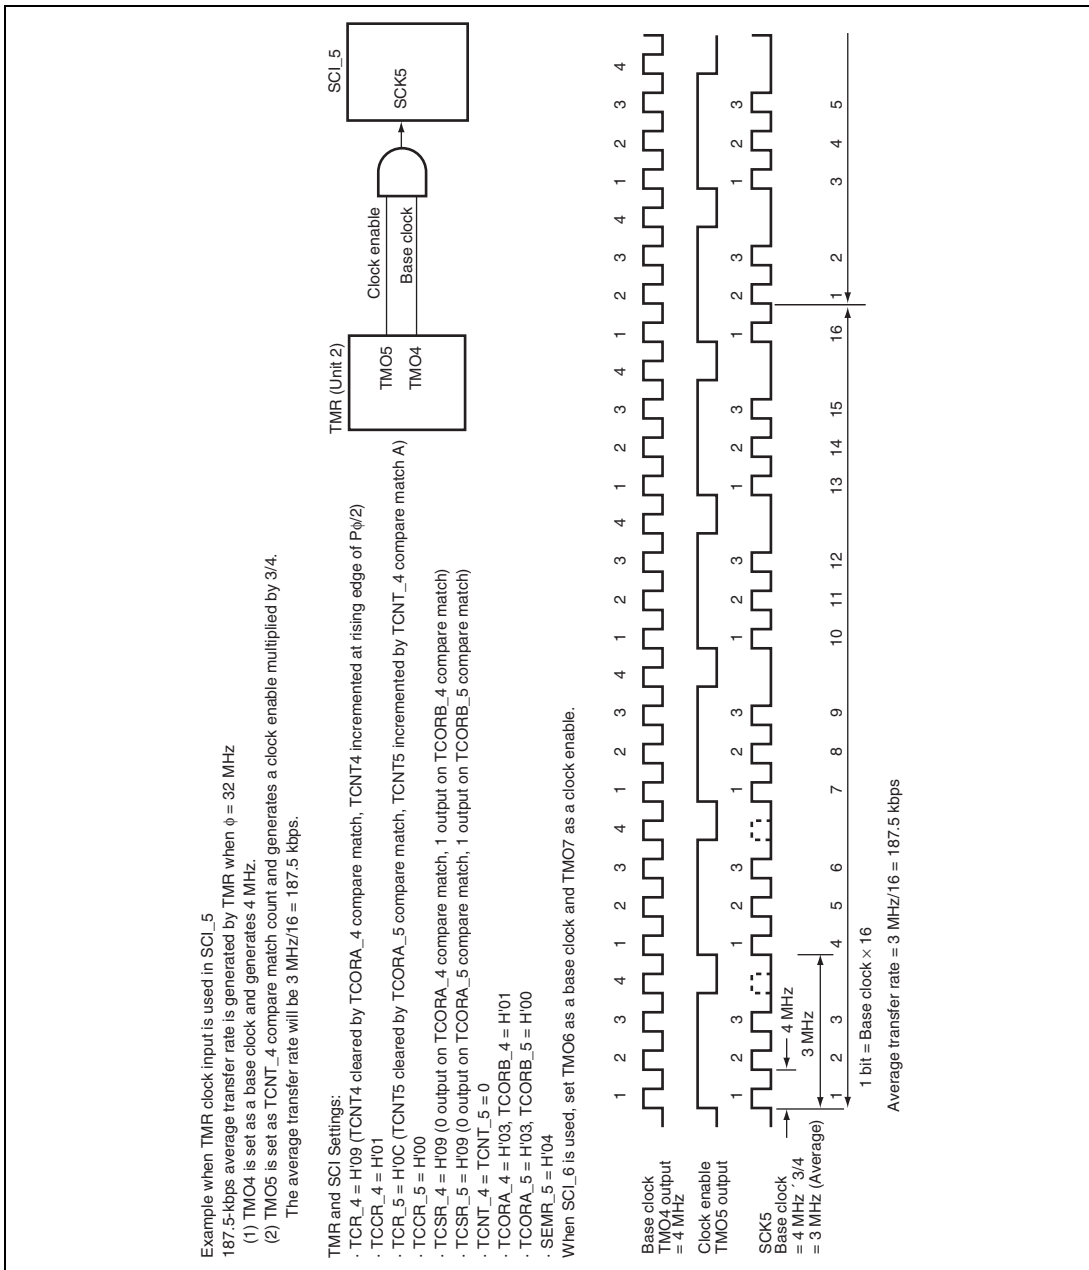 Example when TMR clock input is used in SCI_5
187.5-kbps average transfer rate is generated by TMR when ϕ = 32 MHz
(1) TMO4 is set as a base clock and generates 4 MHz.
(2) TMO5 is set as TCNT_4 compare match count and generates a clock enable multiplied by 3/4.
The average transfer rate will be 3 MHz/16 = 187.5 kbps.
TMR and SCI Settings:
· TCR_4 = H'09 (TCNT4 cleared by TCORA_4 compare match, TCNT4 incremented at rising edge of Pϕ/2)
· TCCR_4 = H'01
· TCR_5 = H'0C (TCNT5 cleared by TCORA_5 compare match, TCNT5 incremented by TCNT_4 compare match A)
· TCCR_5 = H'00
· TCSR_4 = H'09 (0 output on TCORA_4 compare match, 1 output on TCORB_4 compare match)
· TCSR_5 = H'09 (0 output on TCORA_5 compare match, 1 output on TCORB_5 compare match)
· TCNT_4 = TCNT_5 = 0
· TCORA_4 = H'03, TCORB_4 = H'01
· TCORA_5 = H'03, TCORB_5 = H'00
· SEMR_5 = H'04
When SCI_6 is used, set TMO6 as a base clock and TMO7 as a clock enable.
TMR (Unit 2)
TMO5
TMO4
Clock enable
Base clock
SCI_5
SCK5
1 2 3 4 1 2 3 4 1 2 3 4 1 2 3 4 1 2 3 4 1 2 3 4 1 2 3 4
Base clock
TMO4 output
= 4 MHz
Clock enable
TMO5 output
1 2 3 1 2 3 1 2 3 1 2 3 1 2 3 1 2 3 1 2 3
SCK5
Base clock
= 4 MHz ´ 3/4
= 3 MHz (Average)
4 MHz
3 MHz
1 2 3 4 5 6 7 8 9 10 11 12 13 14 15 16 1 2 3 4 5
1 bit = Base clock × 16
Average transfer rate = 3 MHz/16 = 187.5 kbps